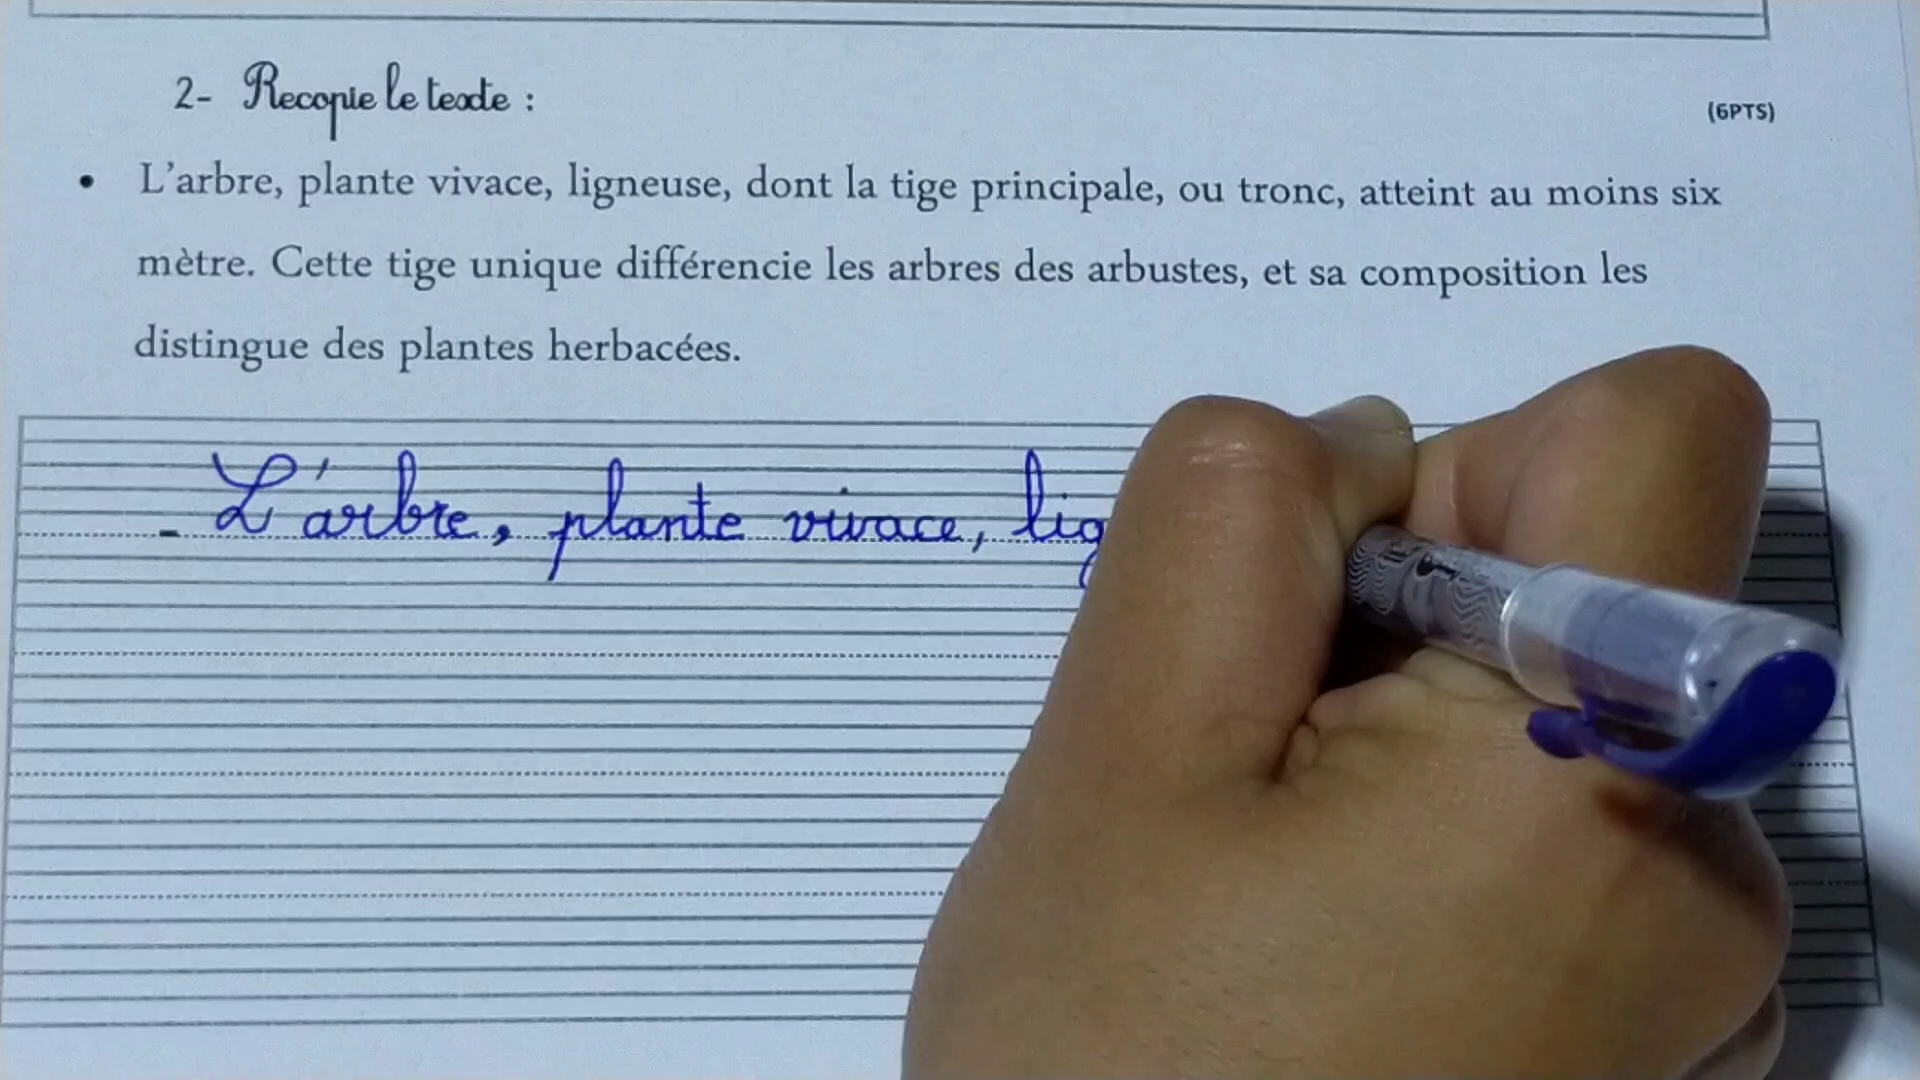 2- Recopie le texte :
(6PTS)
• L'arbre, plante vivace, ligneuse, dont la tige principale, ou tronc, atteint au moins six
mètre. Cette tige unique différencie les arbres des arbustes, et sa composition les
distingue des plantes herbacées.
- L'arbre, plante vivace, lig